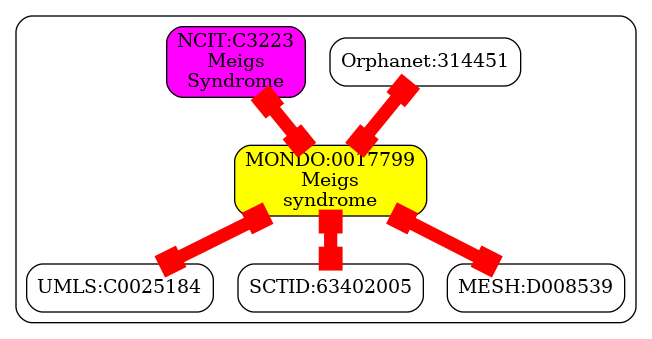 NCIT:C3223
Meigs
Syndrome
Orphanet:314451
MONDO:0017799
Meigs
syndrome
UMLS:C0025184
SCTID:63402005
MESH:D008539